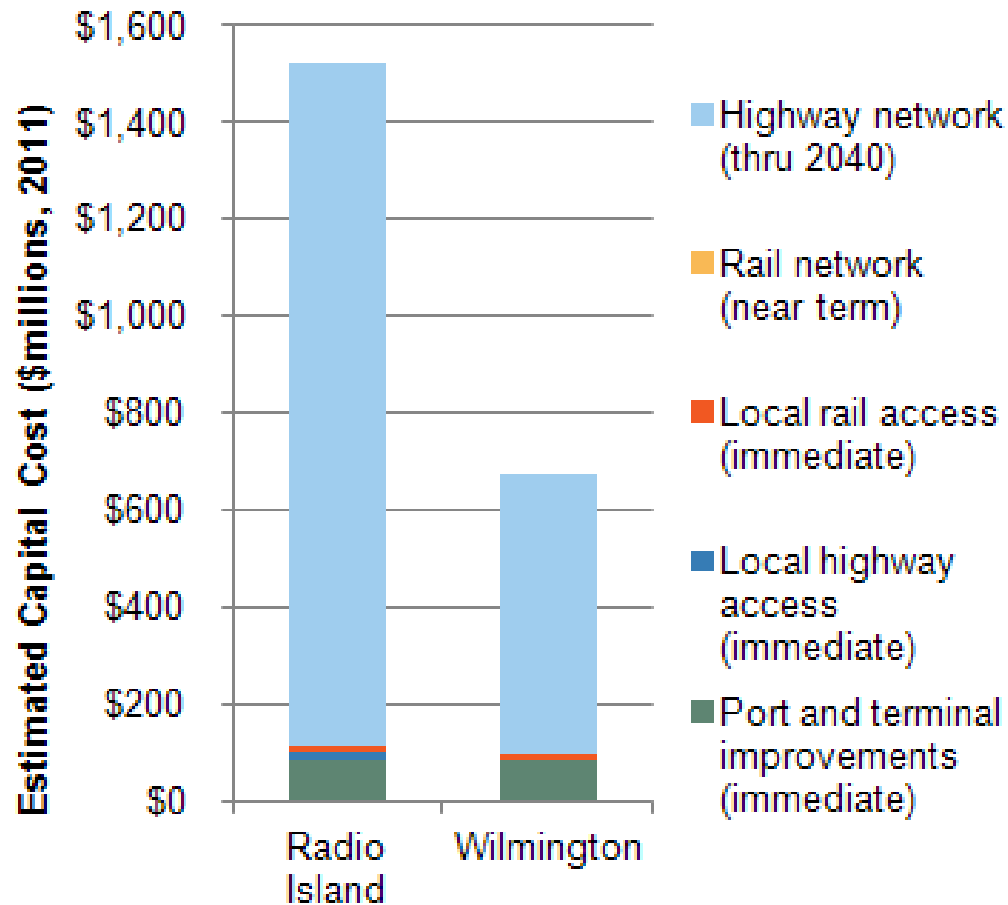 Estimated Capital Cost ($millions, 2011)
$1,600
$1,400
$1,200
$1,000
$800
$600
$400
$200
$0
Radio
Island
Wilmington
Highway network
(thru 2040)
Rail network
(near term)
Local rail access
(immediate)
Local highway
access
(immediate)
Port and terminal
improvements
(immediate)